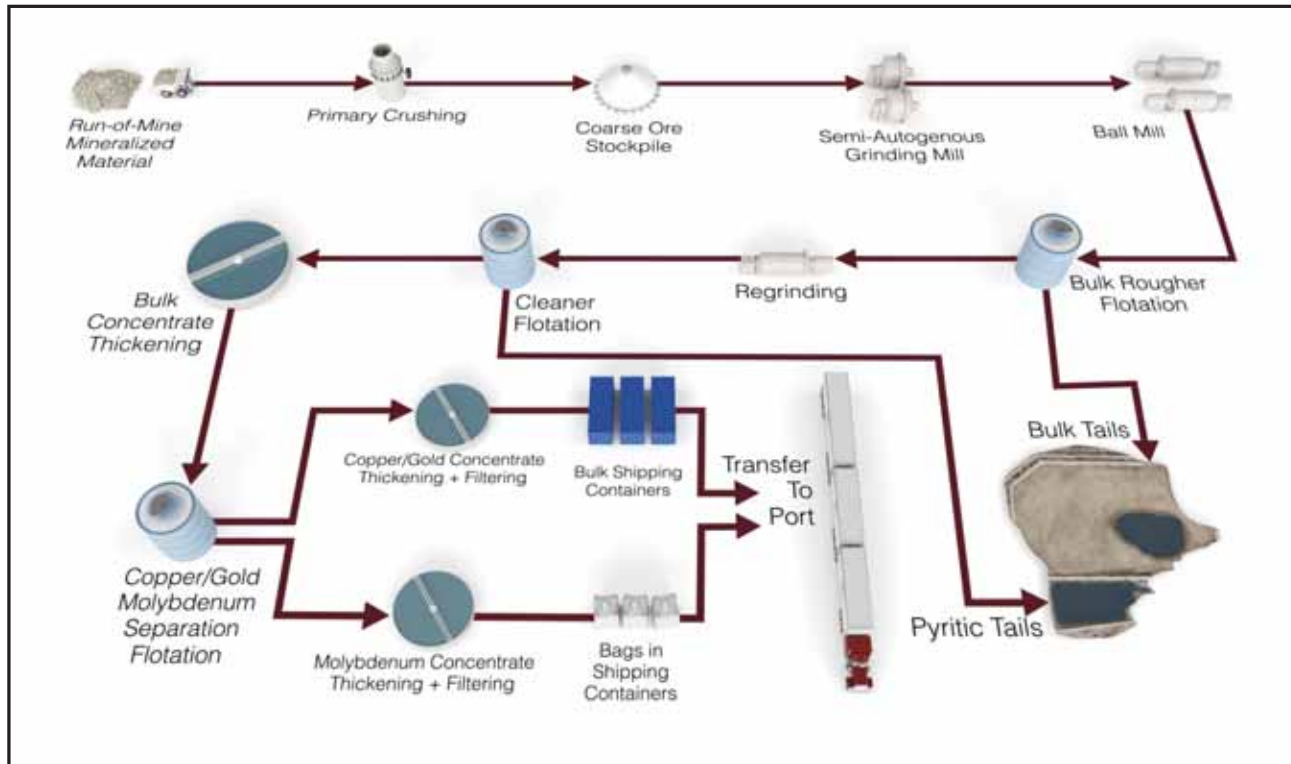 Run-of-Mine
Mineralized
Material
Primary Crushing
Coarse Ore
Stockpile
Semi-Autogenous
Grinding Mill
Ball Mill
Bulk
Concentrate
Thickening
Cleaner
Flotation
Regrinding
Bulk Rougher
Flotation
Copper/Gold Concentrate
Thickening + Filtering
Bulk Shipping
Containers
Transfer
To
Port
Bulk Tails
Copper/Gold
Molybdenum
Separation
Flotation
Molybdenum Concentrate
Thickening + Filtering
Bags in
Shipping
Containers
Pyritic Tails